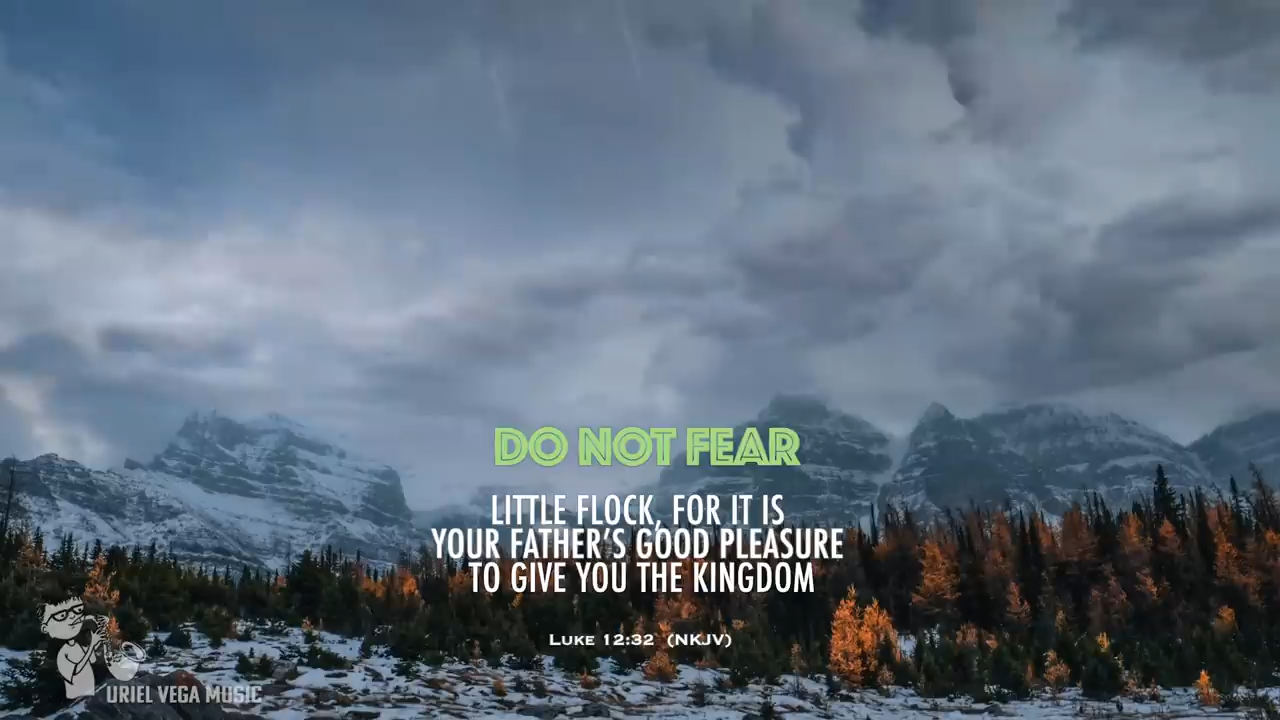 DO NOT FEAR
LITTLE FLOCK, FOR IT IS
YOUR FATHER'S GOOD PLEASURE
TO GIVE YOU THE KINGDOM
LUKE 12:32 (NKJV)
URIEL VEGA MUSIC